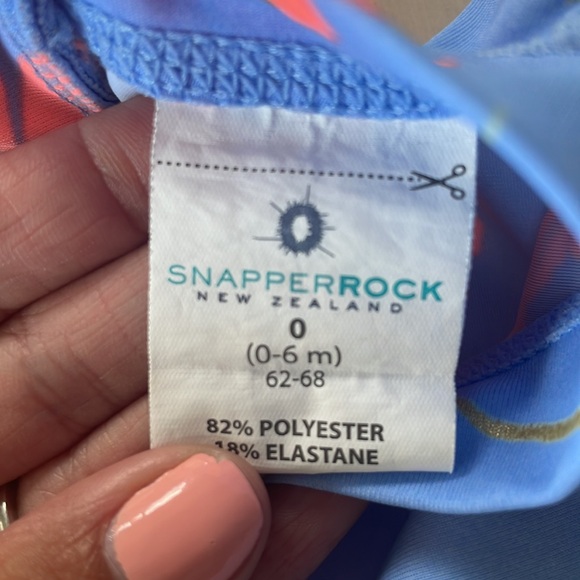 SNAPPERROCK
NEW ZEALAND
0
(0-6 m)
62-68
82% POLYESTER
18% ELASTANE